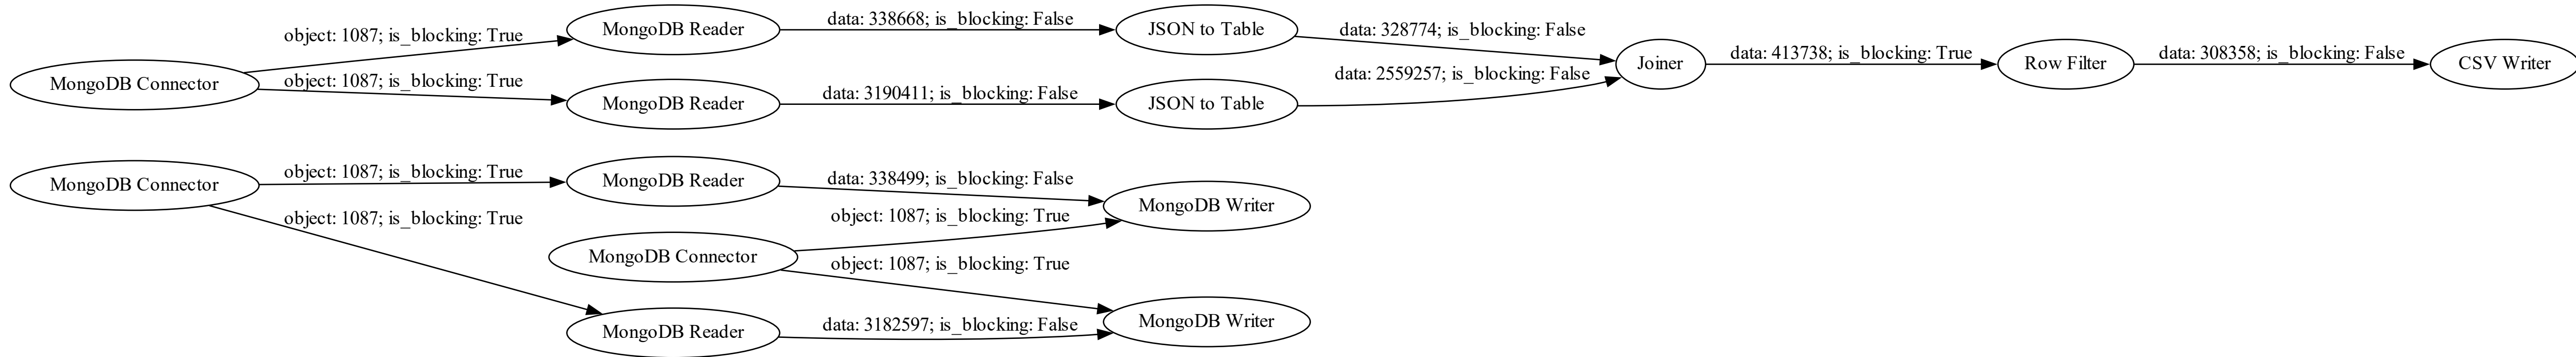 MongoDB Connector
object: 1087; is_blocking: True
object: 1087; is_blocking: True
MongoDB Reader
MongoDB Reader
data: 338668; is_blocking: False
data: 3190411; is_blocking: False
JSON to Table
JSON to Table
data: 328774; is_blocking: False
data: 2559257; is_blocking: False
Joiner
data: 413738; is_blocking: True
Row Filter
data: 308358; is_blocking: False
CSV Writer
MongoDB Connector
object: 1087; is_blocking: True
object: 1087; is_blocking: True
MongoDB Reader
MongoDB Connector
MongoDB Reader
data: 338499; is_blocking: False
object: 1087; is_blocking: True
object: 1087; is_blocking: True
data: 3182597; is_blocking: False
MongoDB Writer
MongoDB Writer